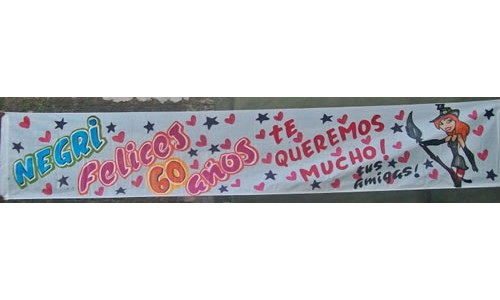 NEGRI
Felices
60
años
te
QUEREMOS
MUCHO!
tus
amigas!